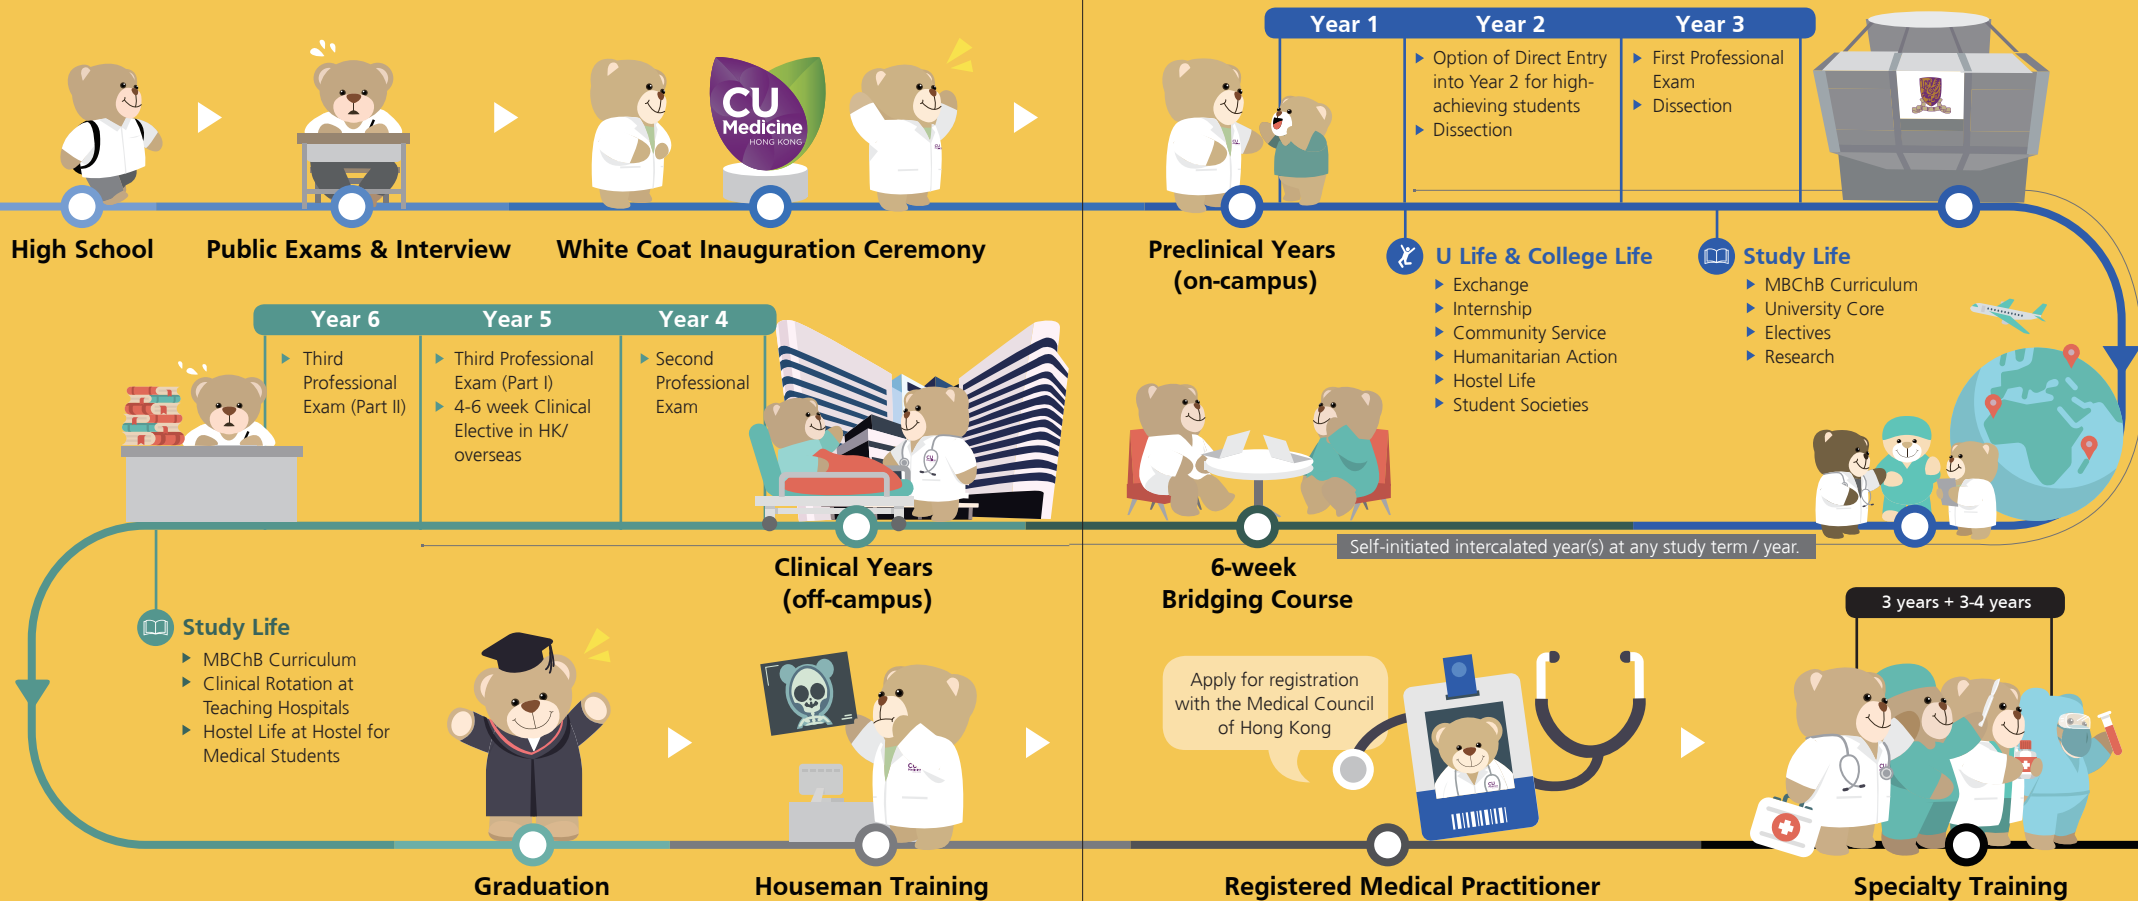 CU
Medicine
HONG KONG
High School
Public Exams & Interview
White Coat Inauguration Ceremony
Year 1
Year 2
Year 3
Option of Direct Entry
into Year 2 for high-
achieving students
Dissection
First Professional
Exam
Dissection
Preclinical Years
(on-campus)
U Life & College Life
Exchange
Internship
Community Service
Humanitarian Action
Hostel Life
Student Societies
Study Life
MBChB Curriculum
University Core
Electives
Research
Self-initiated intercalated year(s) at any study term / year.
6-week
Bridging Course
Clinical Years
(off-campus)
Year 4
Second
Professional
Exam
Year 5
Third Professional
Exam (Part I)
4-6 week Clinical
Elective in HK/
overseas
Year 6
Third
Professional
Exam (Part II)
Study Life
MBChB Curriculum
Clinical Rotation at
Teaching Hospitals
Hostel Life at Hostel for
Medical Students
Graduation
Houseman Training
Apply for registration
with the Medical Council
of Hong Kong
Registered Medical Practitioner
3 years + 3-4 years
Specialty Training